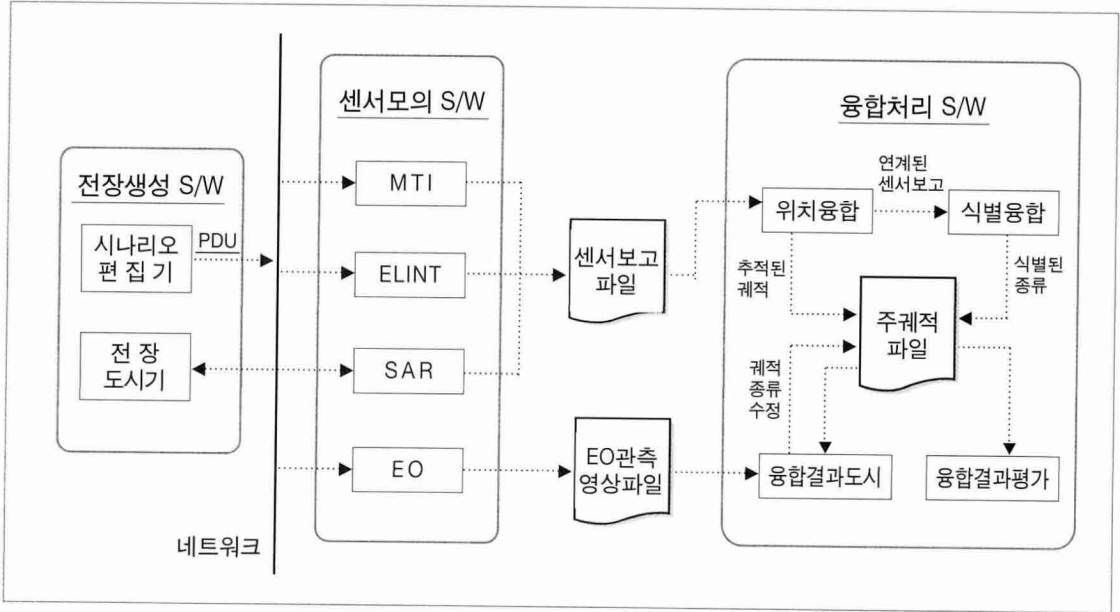 전장생성 S/W
시나리오
편 집 기
PDU
전 장
도시기
네트워크
센서모의 S/W
MTI
ELINT
SAR
EO
센서보고
파일
EO관측
영상파일
융합처리 S/W
위치융합
연계된
센서보고
식별융합
추적된
궤적
식별된
종류
주궤적
파일
궤적
종류
수정
융합결과도시
융합결과평가